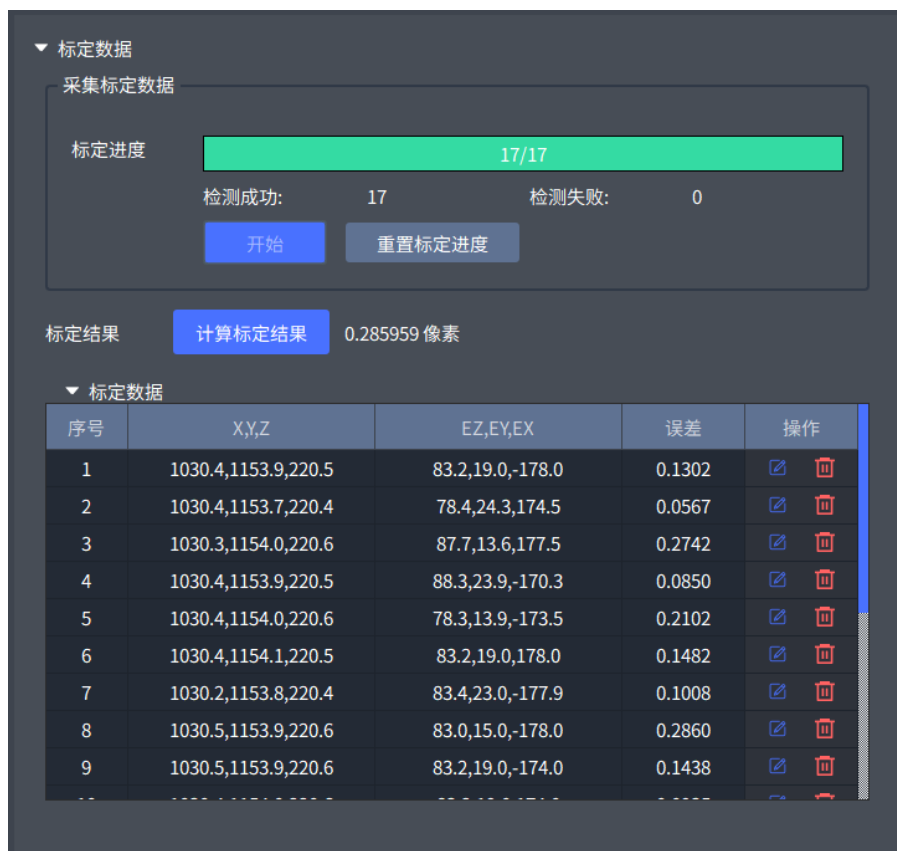 标定数据
采集标定数据
标定进度 17/17
检测成功: 17 检测失败: 0
开始 重置标定进度
标定结果 计算标定结果 0.285959 像素
标定数据
序号 X,Y,Z EZ,EY,EX 误差 操作
1 1030.4,1153.9,220.5 83.2,19.0,-178.0 0.1302
2 1030.4,1153.7,220.4 78.4,24.3,174.5 0.0567
3 1030.3,1154.0,220.6 87.7,13.6,177.5 0.2742
4 1030.4,1153.9,220.5 88.3,23.9,-170.3 0.0850
5 1030.4,1154.0,220.6 78.3,13.9,-173.5 0.2102
6 1030.4,1154.1,220.5 83.2,19.0,178.0 0.1482
7 1030.2,1153.8,220.4 83.4,23.0,-177.9 0.1008
8 1030.5,1153.9,220.6 83.0,15.0,-178.0 0.2860
9 1030.5,1153.9,220.6 83.2,19.0,-174.0 0.1438